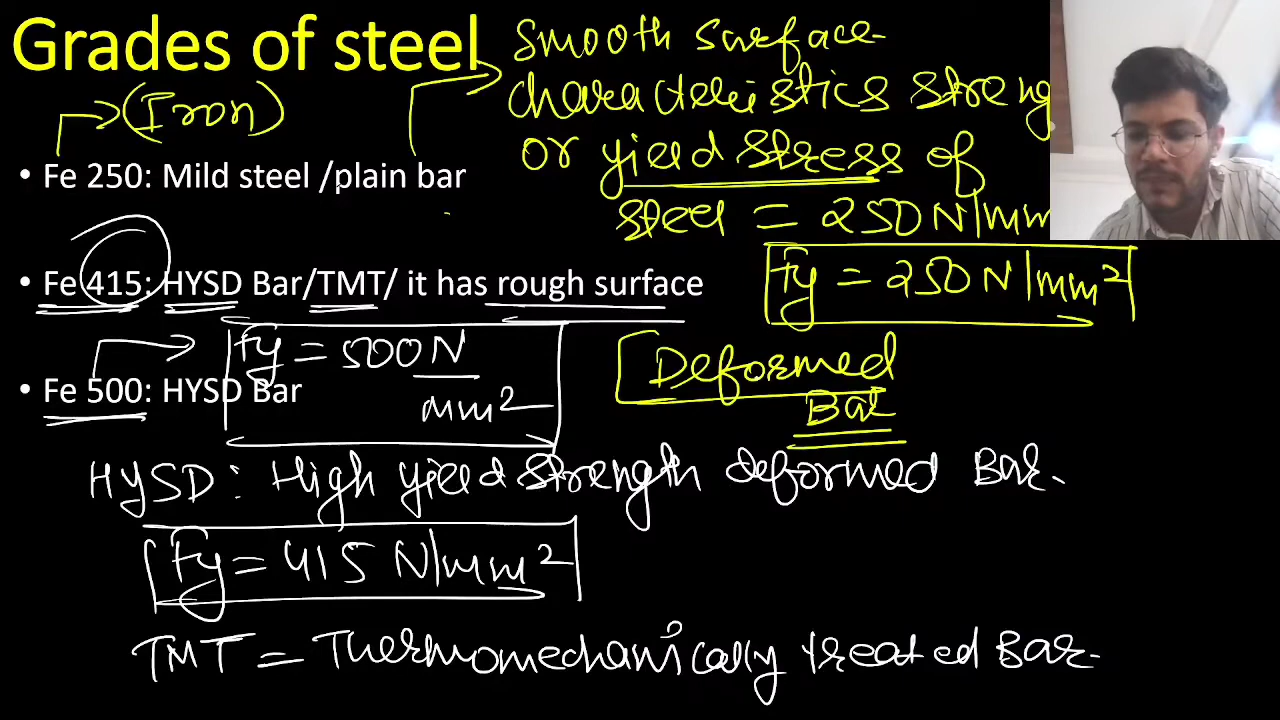 Grades of steel
Smooth surface
characteristics streng
or yield stress of
steel = 250 N/mm
fy = 250 N/mm²
(Iron)
• Fe 250: Mild steel /plain bar
• Fe 415: HYSD Bar/TMT/ it has rough surface
fy = 500 N
mm²
Deformed
Bar
• Fe 500: HYSD Bar
HYSD: High yield strength deformed Bar.
fy = 415 N/mm²
TMT = Thermomechanically treated Bar.